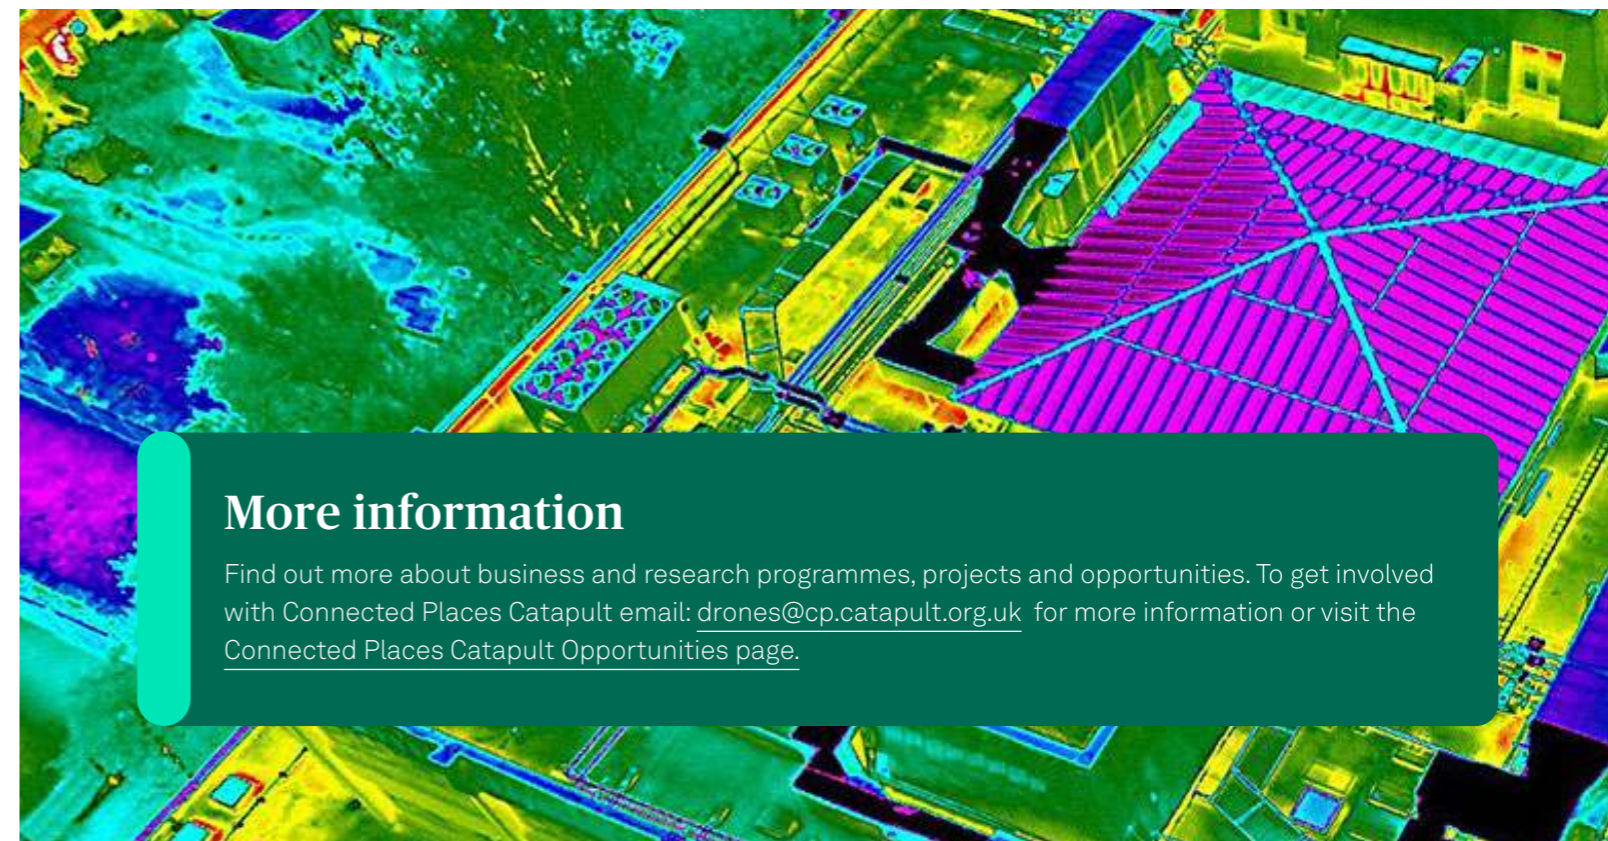 More information
Find out more about business and research programmes, projects and opportunities. To get involved
with Connected Places Catapult email: drones@cp.catapult.org.uk for more information or visit the
Connected Places Catapult Opportunities page.